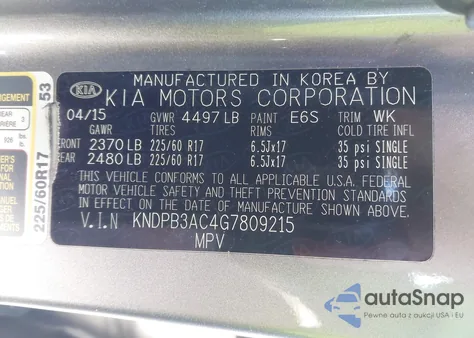 MANUFACTURED IN KOREA BY
KIA KIA MOTORS CORPORATION
04/15 GVWR 4497 LB PAINT E6S TRIM WK
GAWR TIRES RIMS COLD TIRE INFL
2370 LB 225/60 R17 6.5Jx17 35 psi SINGLE
REAR 2480 LB 225/60 R17 6.5Jx17 35 psi SINGLE
THIS VEHICLE CONFORMS TO ALL APPLICABLE U.S.A. FEDERAL
MOTOR VEHICLE SAFETY AND THEFT PREVENTION STANDARDS
IN EFFECT ON THE DATE OF MANUFACTURE SHOWN ABOVE.
V.I.N KNDPB3AC4G7809215
MPV
53
225/60R17
autoSnap
Pewne auto z aukcji USA i EU